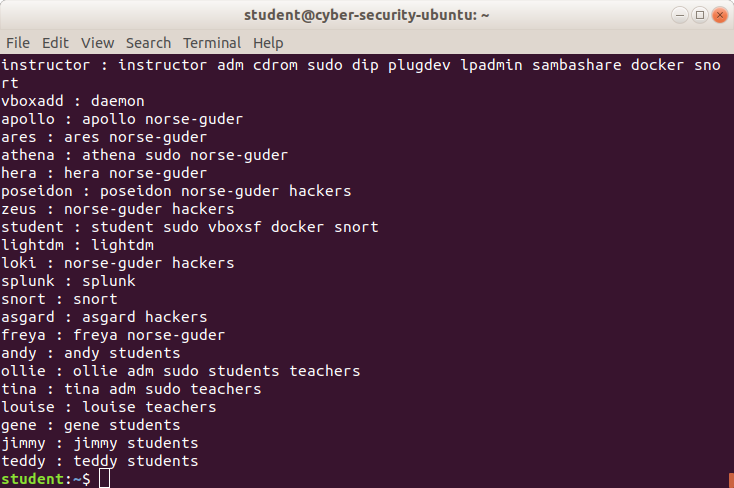 student@cyber-security-ubuntu: ~
File Edit View Search Terminal Help
instructor : instructor adm cdrom sudo dip plugdev lpadmin sambashare docker sno
rt
vboxadd : daemon
apollo : apollo norse-guder
ares : ares norse-guder
athena : athena sudo norse-guder
hera : hera norse-guder
poseidon : poseidon norse-guder hackers
zeus : norse-guder hackers
student : student sudo vboxsf docker snort
lightdm : lightdm
loki : norse-guder hackers
splunk : splunk
snort : snort
asgard : asgard hackers
freya : freya norse-guder
andy : andy students
ollie : ollie adm sudo students teachers
tina : tina adm sudo teachers
louise : louise teachers
gene : gene students
jimmy : jimmy students
teddy : teddy students
student:~$